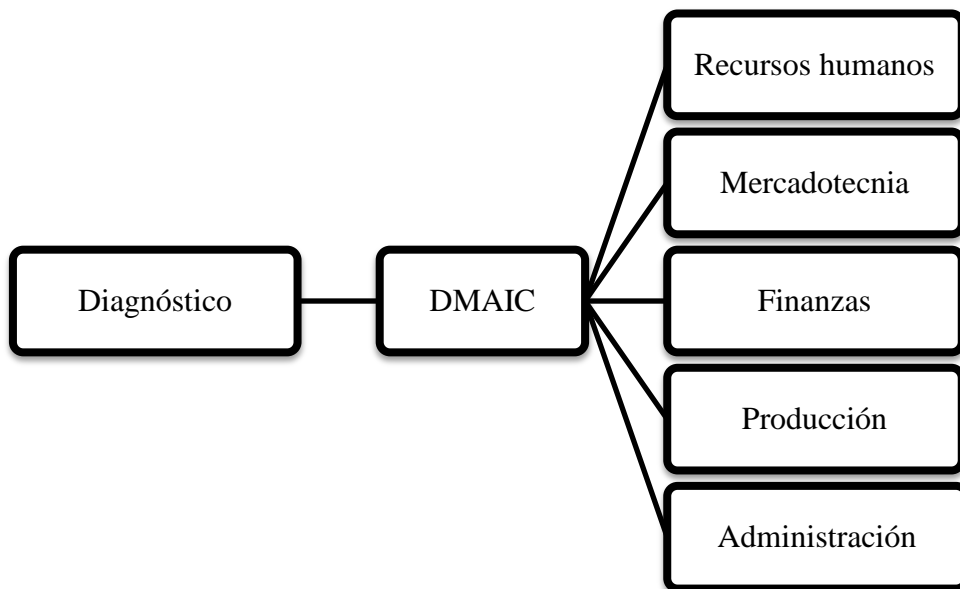 Recursos humanos
Mercadotecnia
Diagnóstico
DMAIC
Finanzas
Producción
Administración